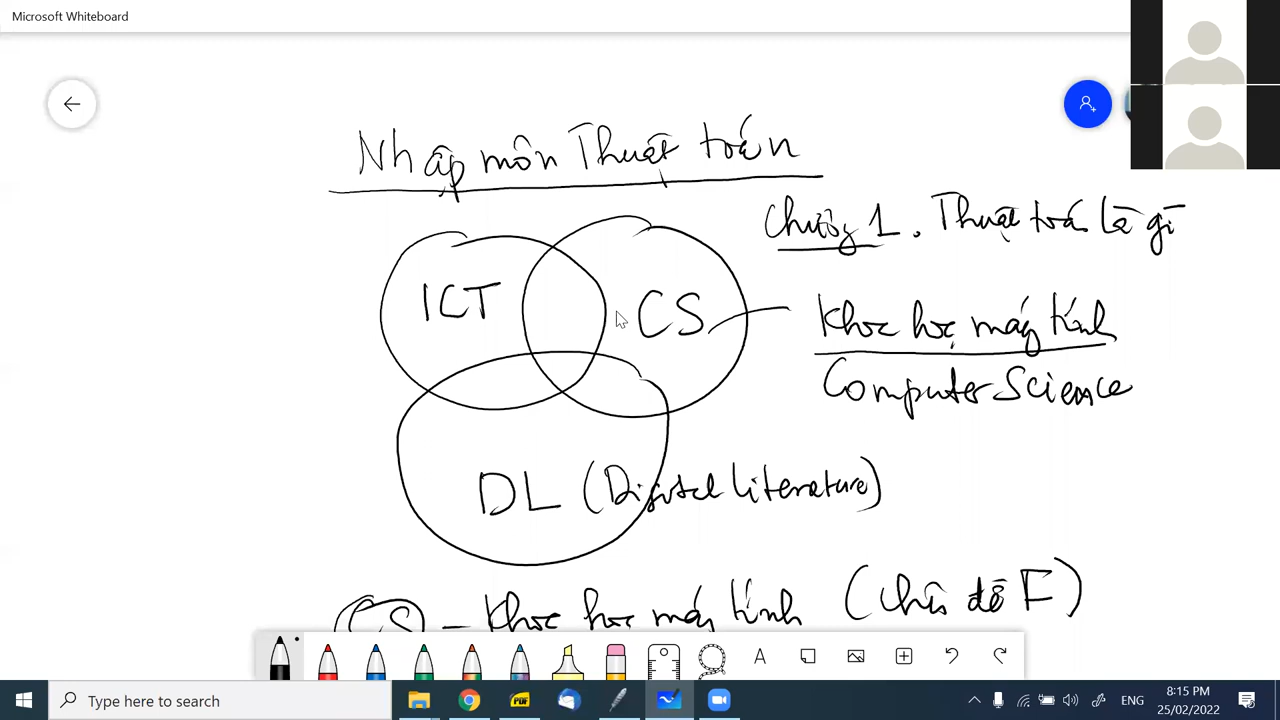 Microsoft Whiteboard
Nhập môn Thuật toán
Chương 1. Thuật toán là gì
ICT
CS
Khoa học máy tính
Computer Science
DL (Digital literature)
CS - Khoa học máy tính (Chủ đề F)
Type here to search
ENG
8:15 PM
25/02/2022